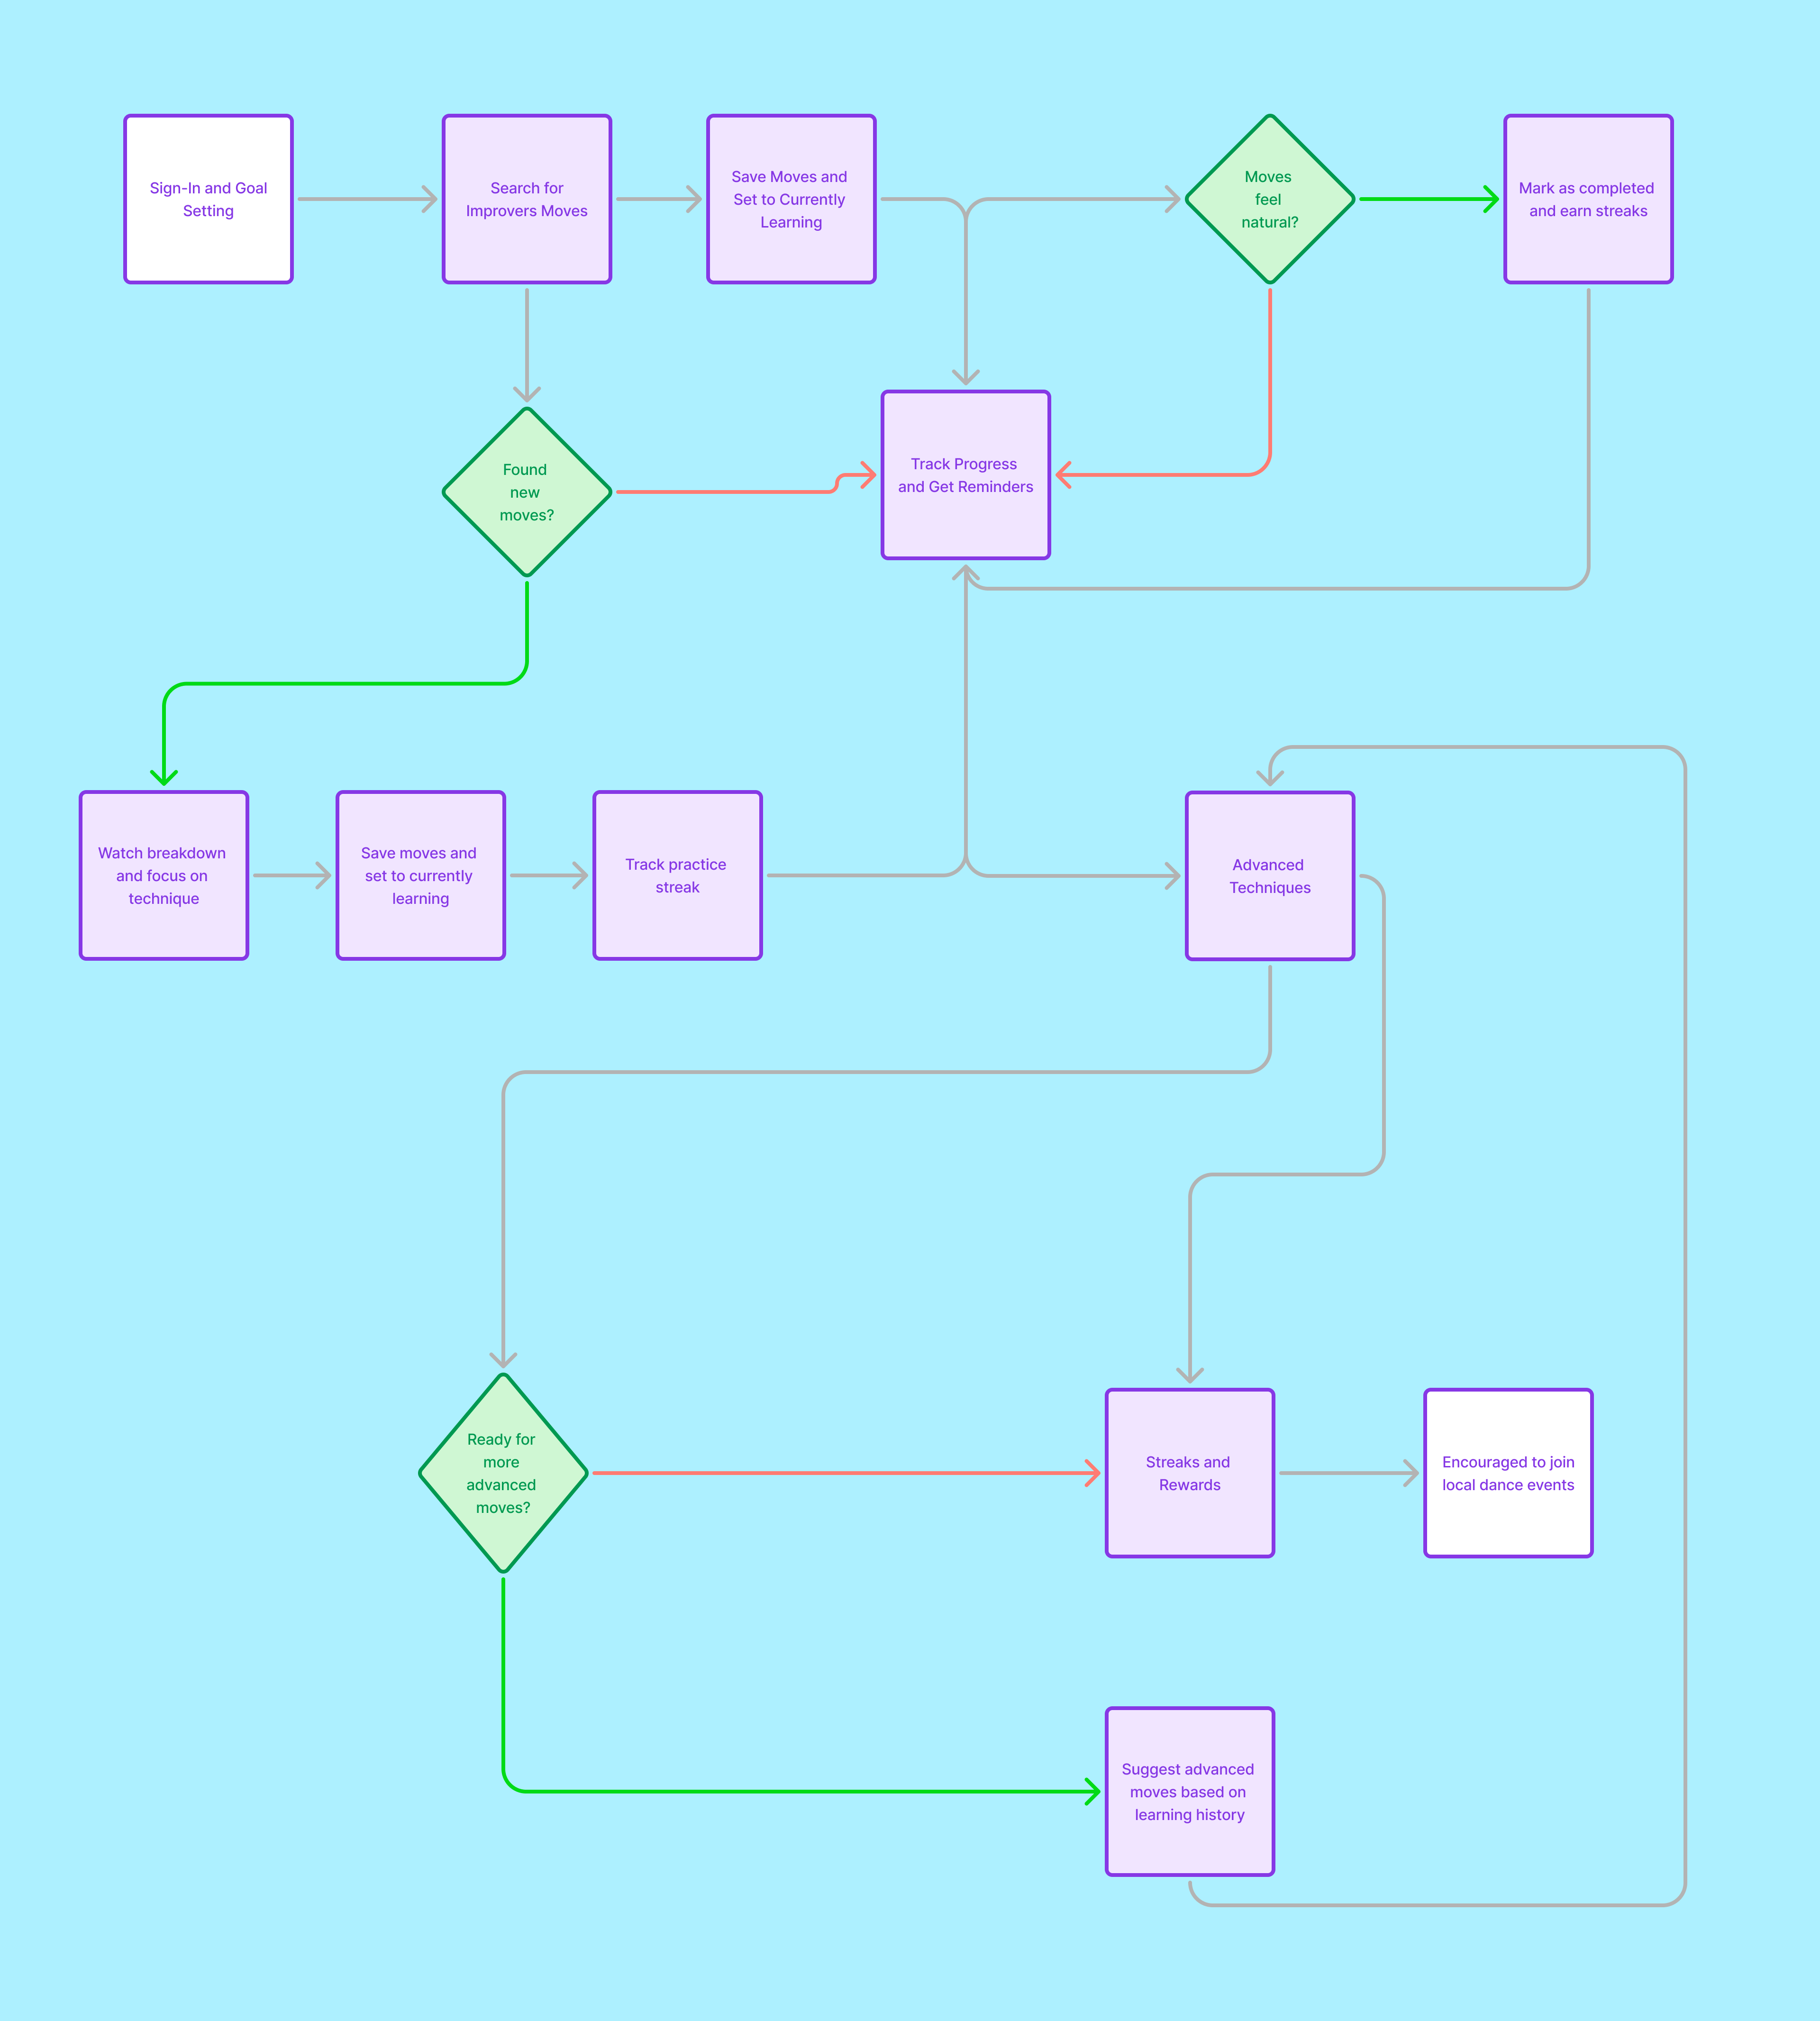 Sign-In and Goal
Setting
Search for
Improvers Moves
Save Moves and
Set to Currently
Learning
Moves
feel
natural?
Mark as completed
and earn streaks
Found
new
moves?
Track Progress
and Get Reminders
Watch breakdown
and focus on
technique
Save moves and
set to currently
learning
Track practice
streak
Advanced
Techniques
Ready for
more
advanced
moves?
Streaks and
Rewards
Encouraged to join
local dance events
Suggest advanced
moves based on
learning history